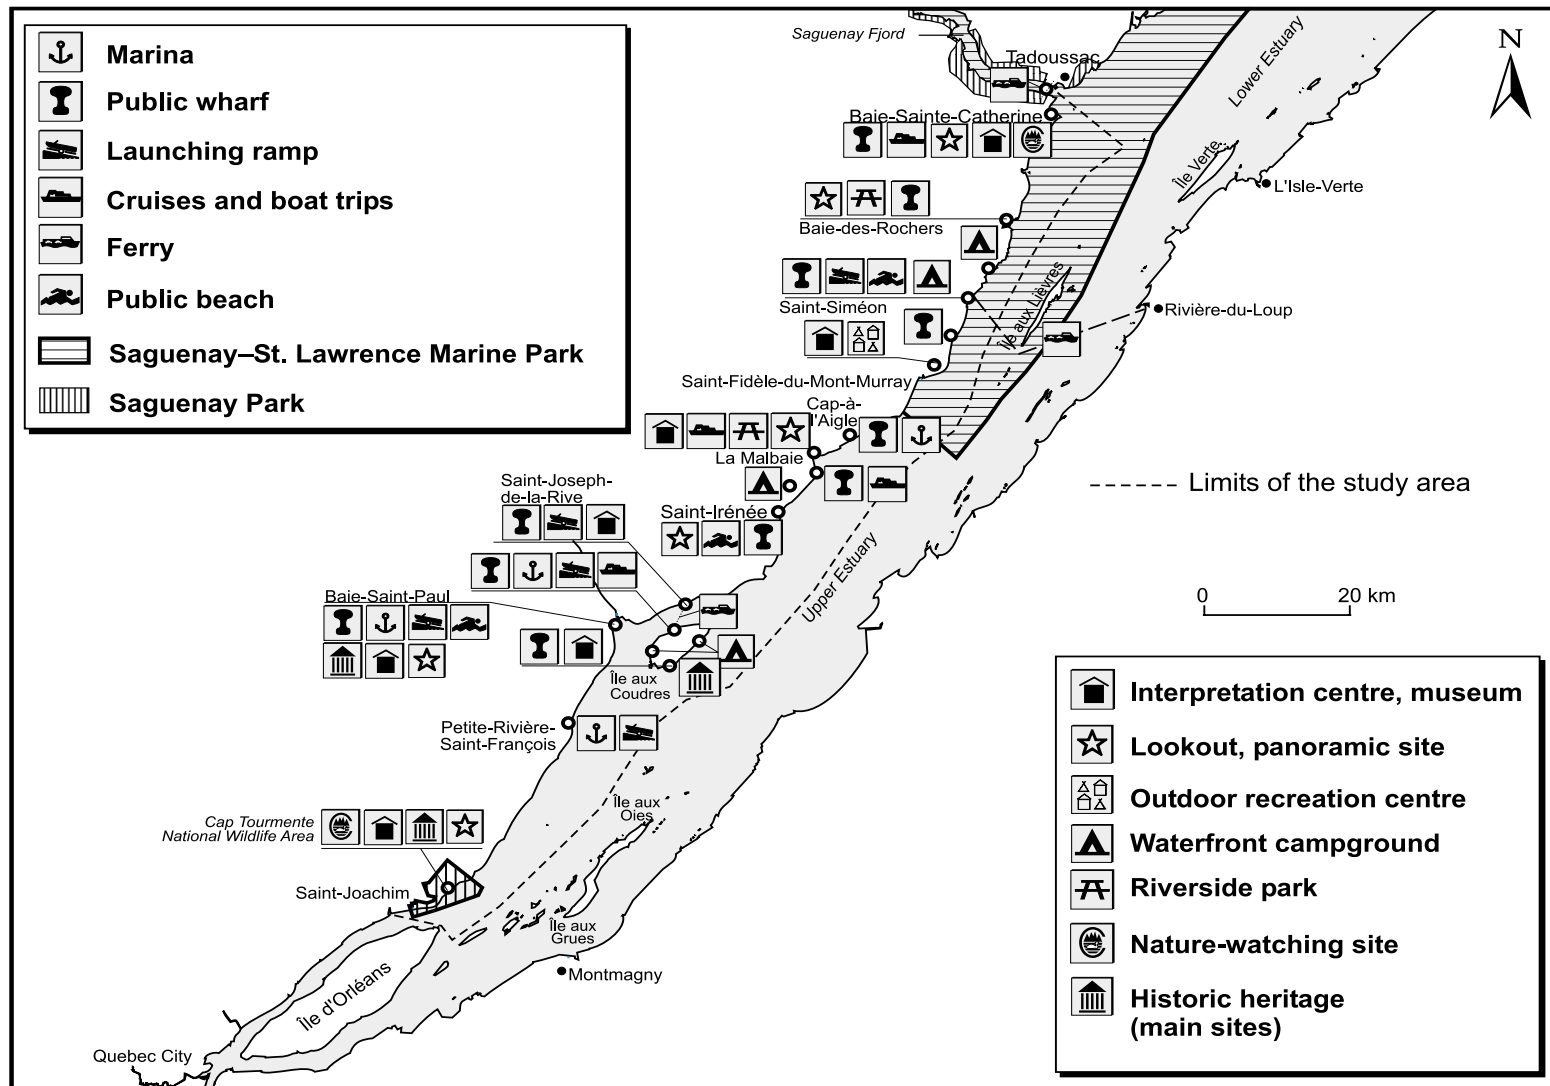 Marina
Public wharf
Launching ramp
Cruises and boat trips
Ferry
Public beach
Saguenay–St. Lawrence Marine Park
Saguenay Park
Saguenay Fjord
Tadoussac
Lower Estuary
N
Baie-Sainte-Catherine
Île Verte
L'Isle-Verte
Baie-des-Rochers
Île aux Lièvres
Saint-Siméon
Rivière-du-Loup
Saint-Fidèle-du-Mont-Murray
Cap-à-
l'Aigle
La Malbaie
Saint-Joseph-
de-la-Rive
Limits of the study area
Saint-Irénée
Upper Estuary
Baie-Saint-Paul
0 20 km
Île aux
Coudres
Petite-Rivière-
Saint-François
Île aux
Oies
Cap Tourmente
National Wildlife Area
Saint-Joachim
Île aux
Grues
Montmagny
Île d'Orléans
Quebec City
Interpretation centre, museum
Lookout, panoramic site
Outdoor recreation centre
Waterfront campground
Riverside park
Nature-watching site
Historic heritage
(main sites)